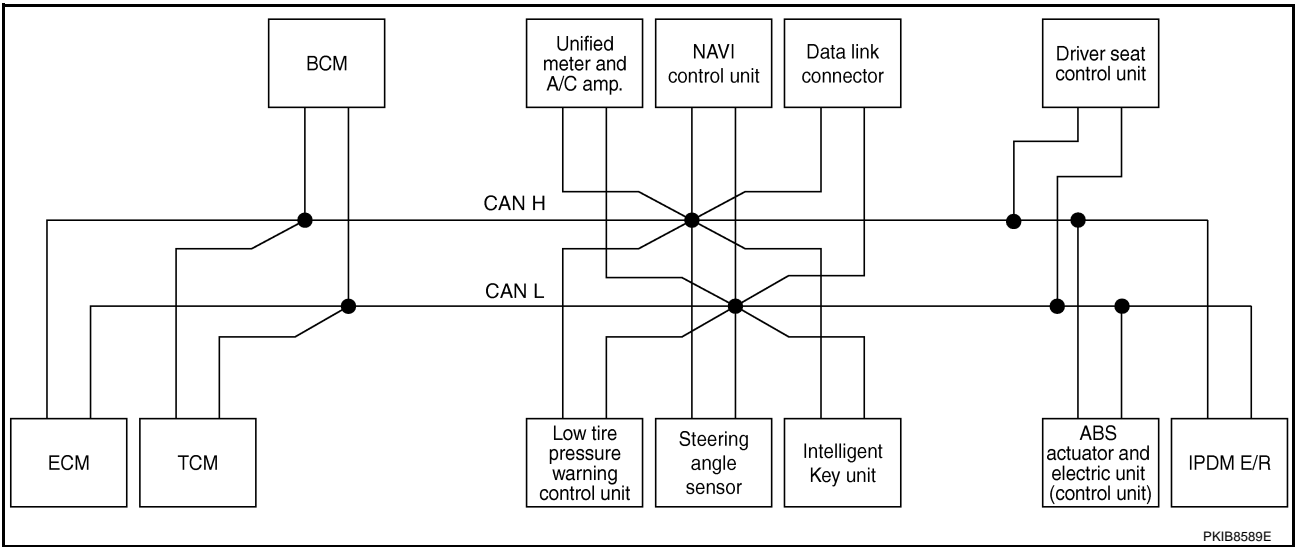 BCM
Unified
meter and
A/C amp.
NAVI
control unit
Data link
connector
Driver seat
control unit
CAN H
CAN L
ECM
TCM
Low tire
pressure
warning
control unit
Steering
angle
sensor
Intelligent
Key unit
ABS
actuator and
electric unit
(control unit)
IPDM E/R
PKIB8589E